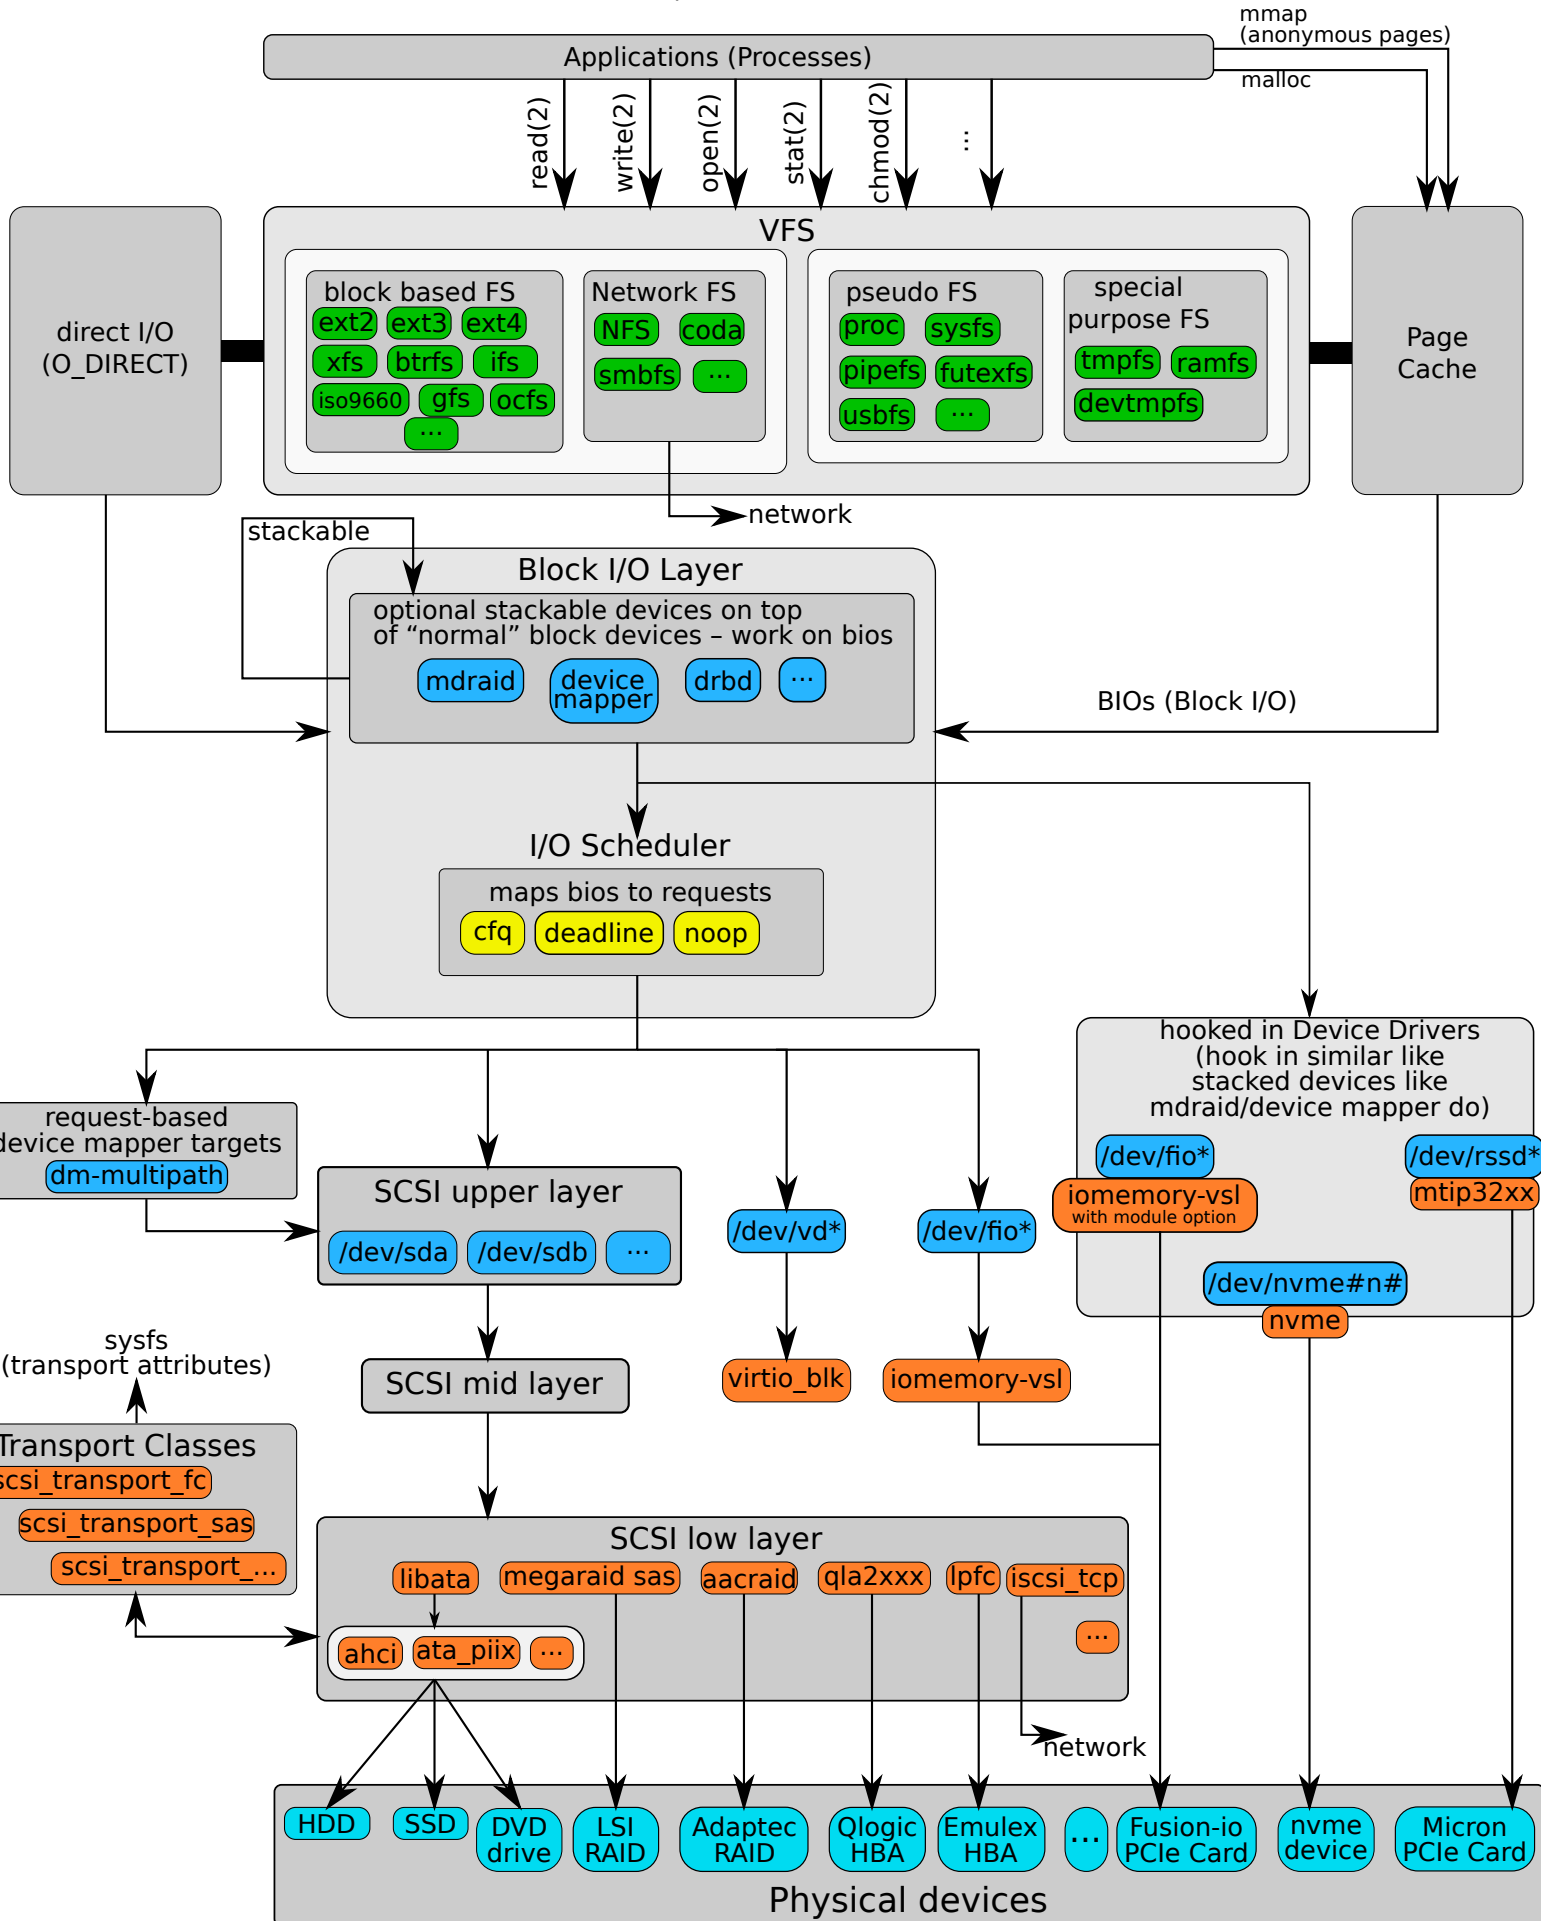 mmap
(anonymous pages)
malloc
Applications (Processes)
read(2)
write(2)
open(2)
stat(2)
chmod(2)
...
VFS
direct I/O
(O_DIRECT)
block based FS
ext2 ext3 ext4
xfs btrfs ifs
iso9660 gfs ocfs
...
Network FS
NFS coda
smbfs ...
pseudo FS
proc sysfs
pipefs futexfs
usbfs ...
special
purpose FS
tmpfs ramfs
devtmpfs
Page
Cache
network
stackable
Block I/O Layer
optional stackable devices on top
of “normal” block devices – work on bios
mdraid device mapper drbd ...
BIOs (Block I/O)
I/O Scheduler
maps bios to requests
cfq deadline noop
hooked in Device Drivers
(hook in similar like
stacked devices like
mdraid/device mapper do)
/dev/fio*
iomemory-vsl
with module option
/dev/rssd*
mtip32xx
/dev/nvme#n#
nvme
request-based
device mapper targets
dm-multipath
SCSI upper layer
/dev/sda /dev/sdb ...
/dev/vd*
/dev/fio*
sysfs
(transport attributes)
SCSI mid layer
virtio_blk
iomemory-vsl
Transport Classes
scsi_transport_fc
scsi_transport_sas
scsi_transport_...
SCSI low layer
libata megaraid sas aacraid qla2xxx lpfc iscsi_tcp
...
ahci ata_piix ...
network
HDD
SSD
DVD
drive
LSI
RAID
Adaptec
RAID
Qlogic
HBA
Emulex
HBA
...
Fusion-io
PCIe Card
nvme
device
Micron
PCIe Card
Physical devices